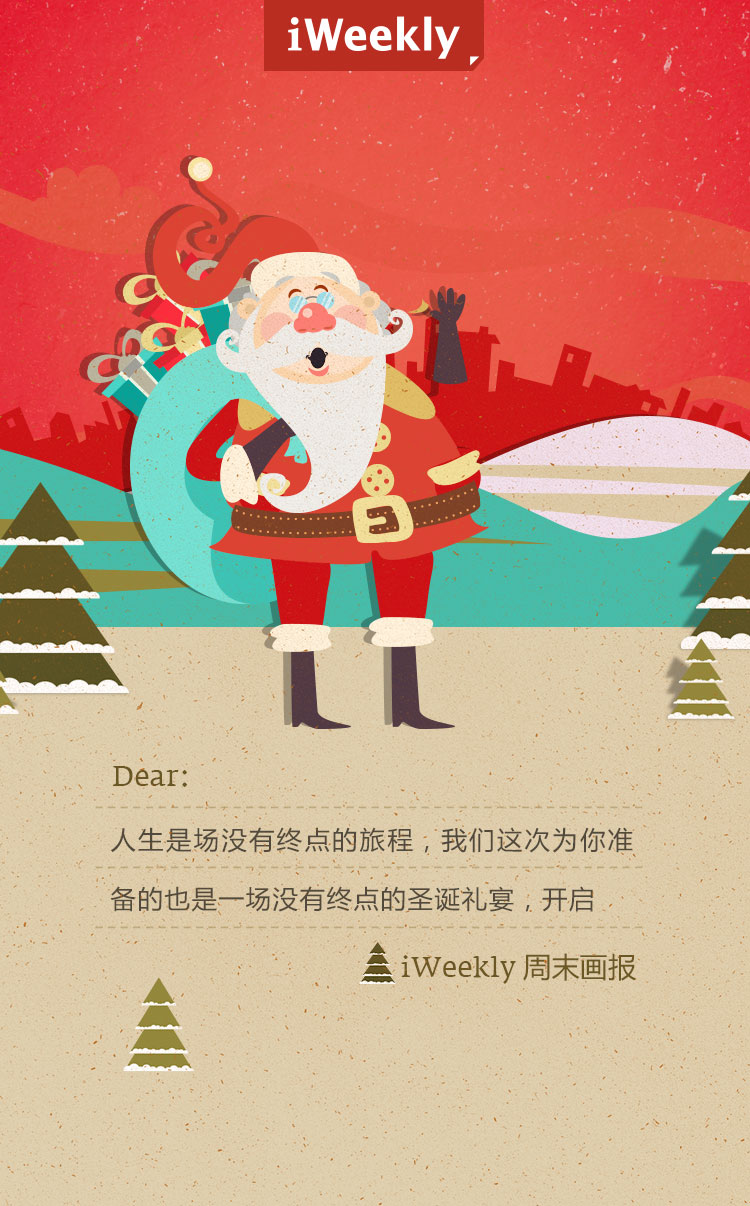 iWeekly
Dear:
人生是场没有终点的旅程，我们这次为你准
备的也是一场没有终点的圣诞礼宴，开启
iWeekly 周末画报